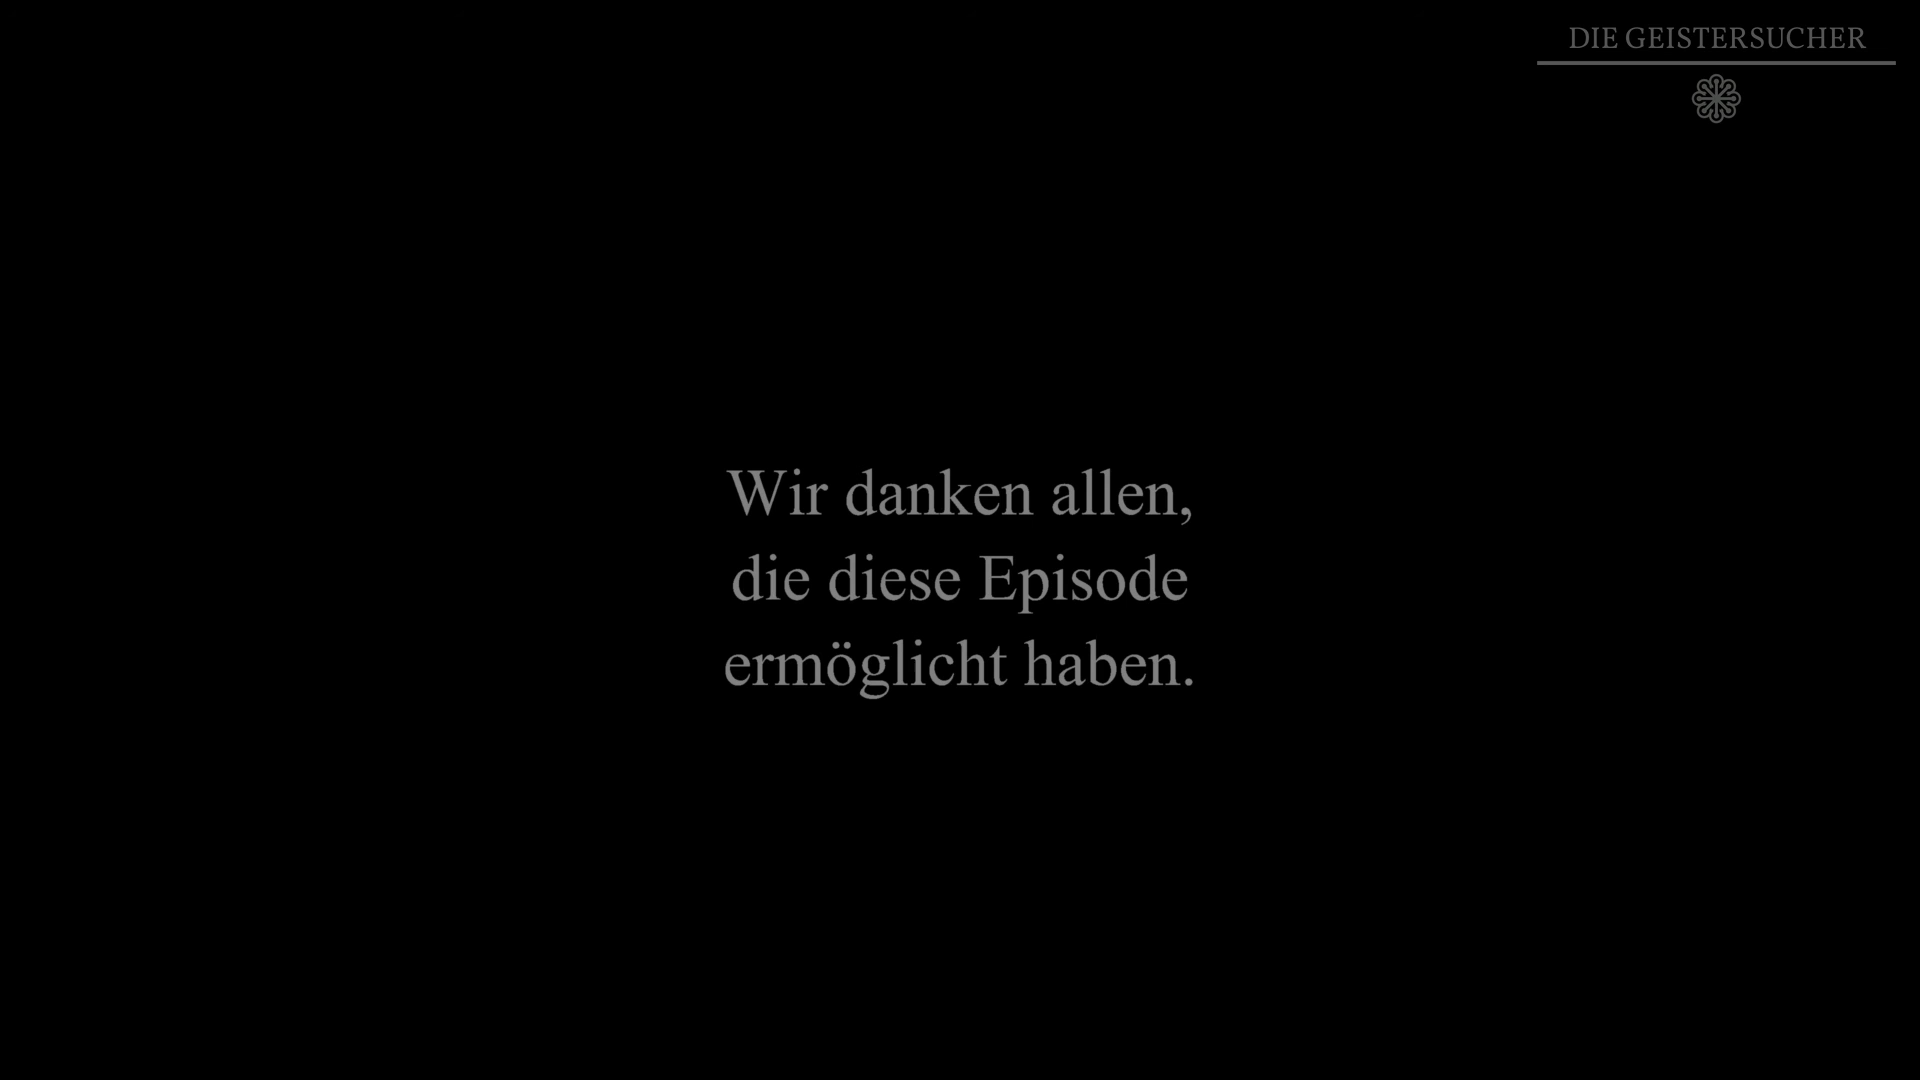 DIE GEISTERSUCHER
Wir danken allen,
die diese Episode
ermöglicht haben.